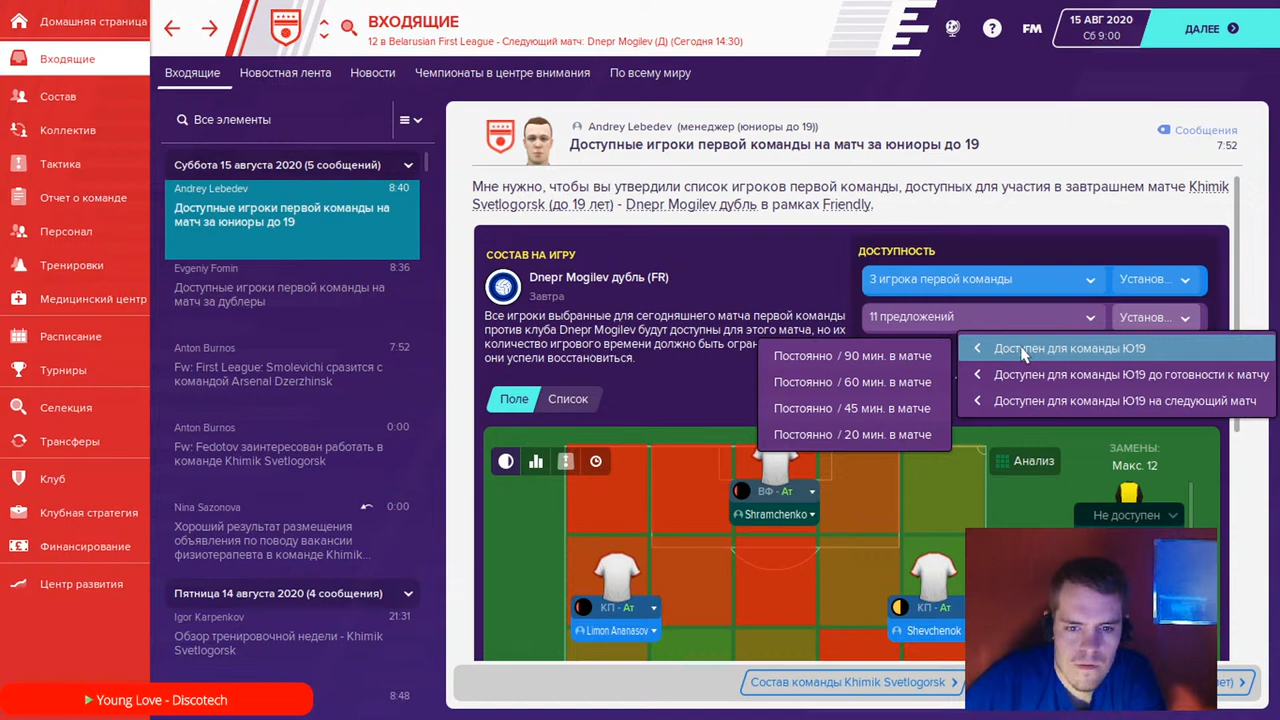 Домашняя страница
Входящие
Состав
Коллектив
Тактика
Отчет о команде
Персонал
Тренировки
Медицинский центр
Расписание
Турниры
Селекция
Трансферы
Клуб
Клубная стратегия
Финансирование
Центр развития
Young Love - Discotech
ВХОДЯЩИЕ
12 в Belarusian First League - Следующий матч: Dnepr Mogilev (Д) (Сегодня 14:30)
?
FM
15 АВГ 2020
Сб 9:00
ДАЛЕЕ
Входящие Новостная лента Новости Чемпионаты в центре внимания По всему миру
Все элементы
Суббота 15 августа 2020 (5 сообщений)
Andrey Lebedev 8:40
Доступные игроки первой команды на
матч за юниоры до 19
Evgeniy Fomin 8:36
Доступные игроки первой команды на
матч за дублеры
Anton Burnos 7:52
Fw: Fedotov: Smolevichi сразится с
командой Arsenal Dzerzhinsk
Anton Burnos 0:00
Fw: Fedotov заинтересован работать в
команде Khimik Svetlogorsk
Nina Sazonova 0:00
Хороший результат размещения
объявления по поводу вакансии
физиотерапевта в команде Khimik...
Пятница 14 августа 2020 (4 сообщения)
Igor Karpenkov 21:31
Обзор тренировочной недели - Khimik
Svetlogorsk
8:48
Andrey Lebedev (менеджер (юниоры до 19))
Доступные игроки первой команды на матч за юниоры до 19
Сообщения
7:52
Мне нужно, чтобы вы утвердили список игроков первой команды, доступных для участия в завтрашнем матче Khimik
Svetlogorsk (до 19 лет) - Dnepr Mogilev дубль в рамках Friendly.
СОСТАВ НА ИГРУ
Dnepr Mogilev дубль (FR)
Завтра
Все игроки выбранные для сегодняшнего матча первой команды
против клуба Dnepr Mogilev будут доступны для этого матча, но их
количество игрового времени должно быть огран
они успели восстановиться.
ДОСТУПНОСТЬ
3 игрока первой команды Установ...
11 предложений Установ...
Доступен для команды Ю19
Доступен для команды Ю19 до готовности к матчу
Доступен для команды Ю19 на следующий матч
Постоянно / 90 мин. в матче
Постоянно / 60 мин. в матче
Постоянно / 45 мин. в матче
Постоянно / 20 мин. в матче
Поле Список
Анализ
ЗАМЕНЫ:
Макс. 12
Не доступен
ВФ - Ат
Shramchenko
КП - Ат
Limon Ananasov
КП - Ат
Shevchenok
Состав команды Khimik Svetlogorsk
ет)